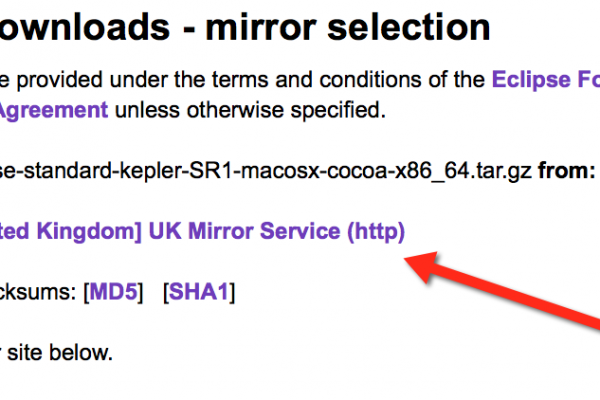 ownloads - mirror selection
e provided under the terms and conditions of the Eclipse Fo
Agreement unless otherwise specified.
se-standard-kepler-SR1-macosx-cocoa-x86_64.tar.gz from:
ted Kingdom] UK Mirror Service (http)
cksums: [MD5] [SHA1]
r site below.